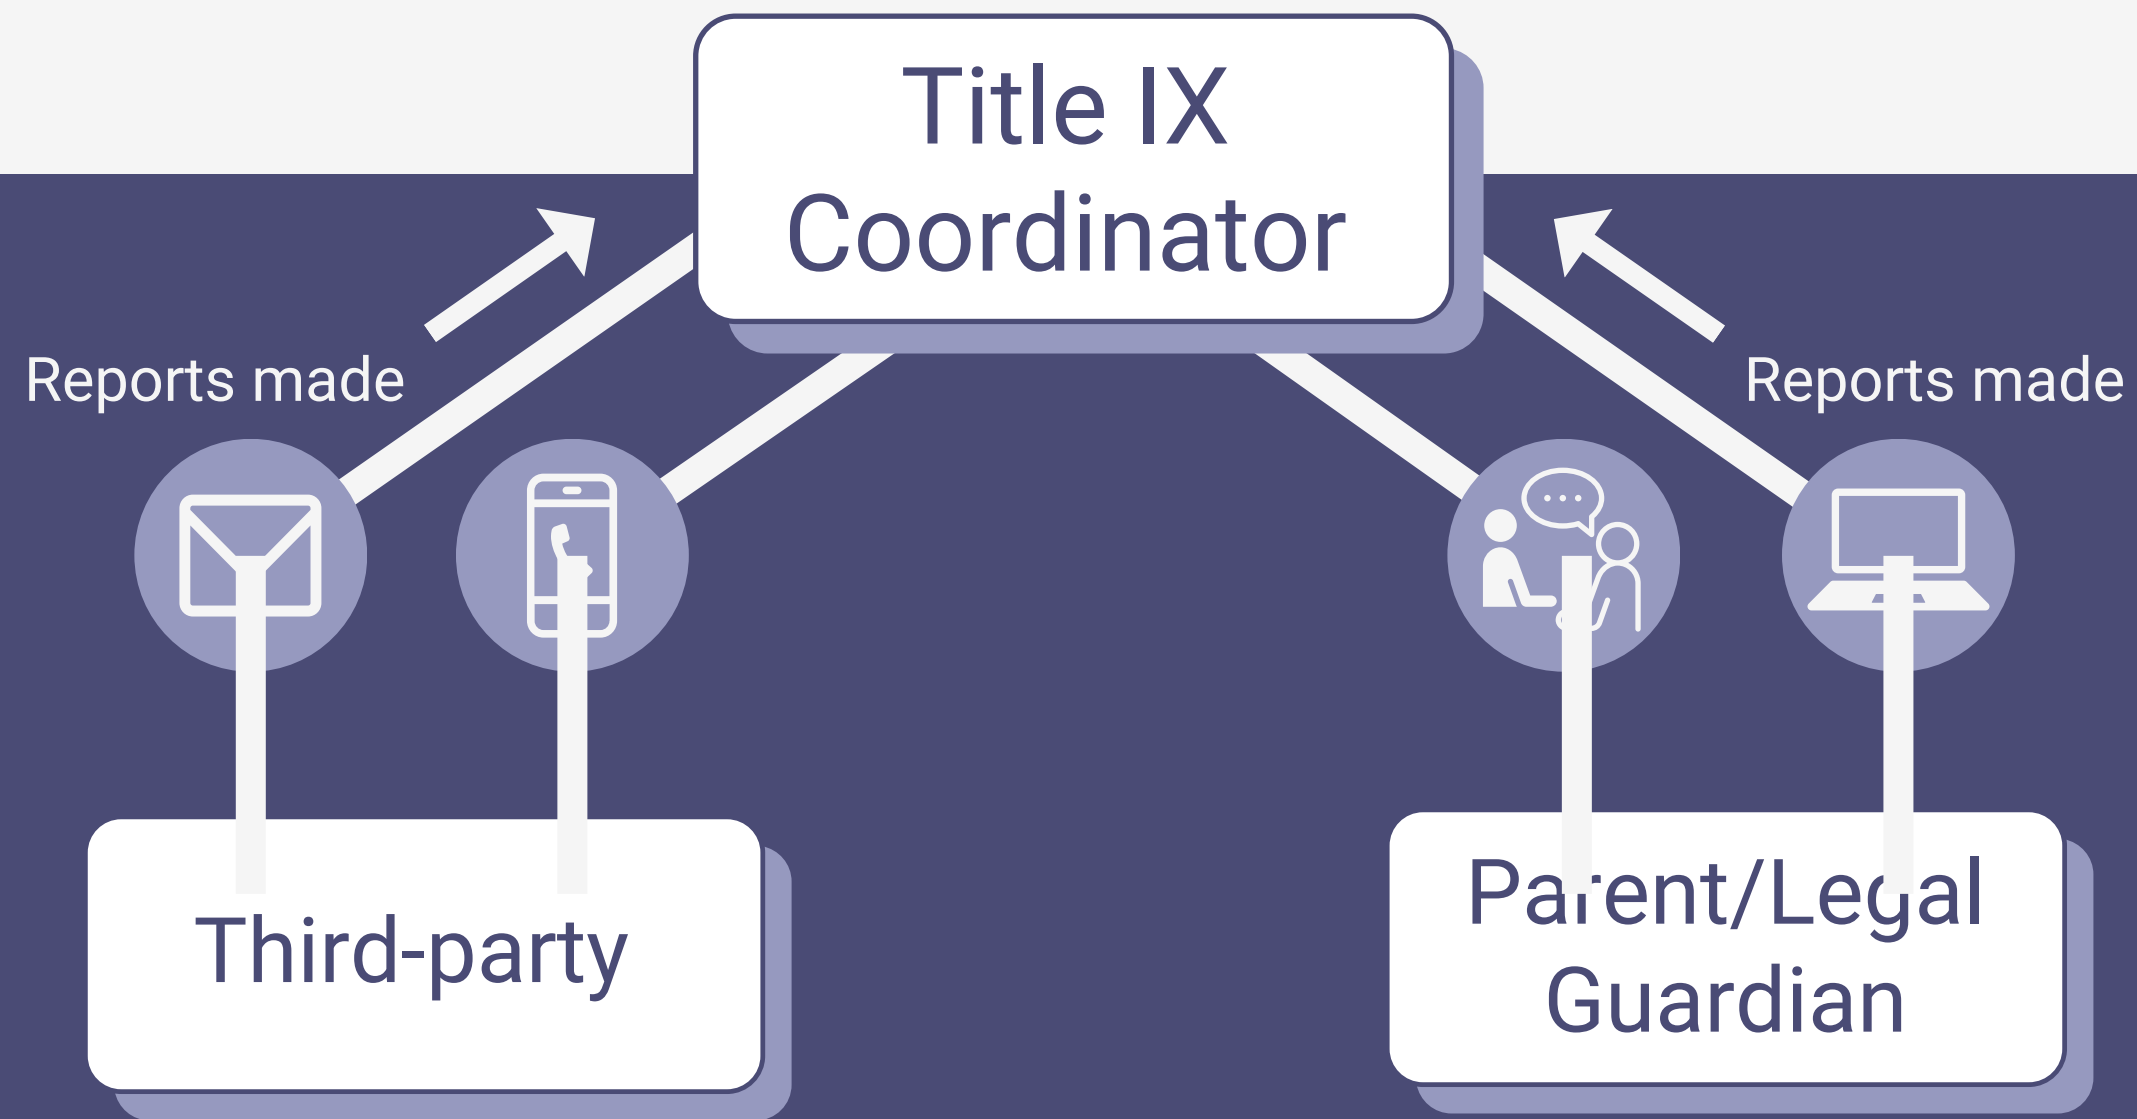 Title IX
Coordinator
Reports made
Reports made
Third-party
Parent/Legal
Guardian